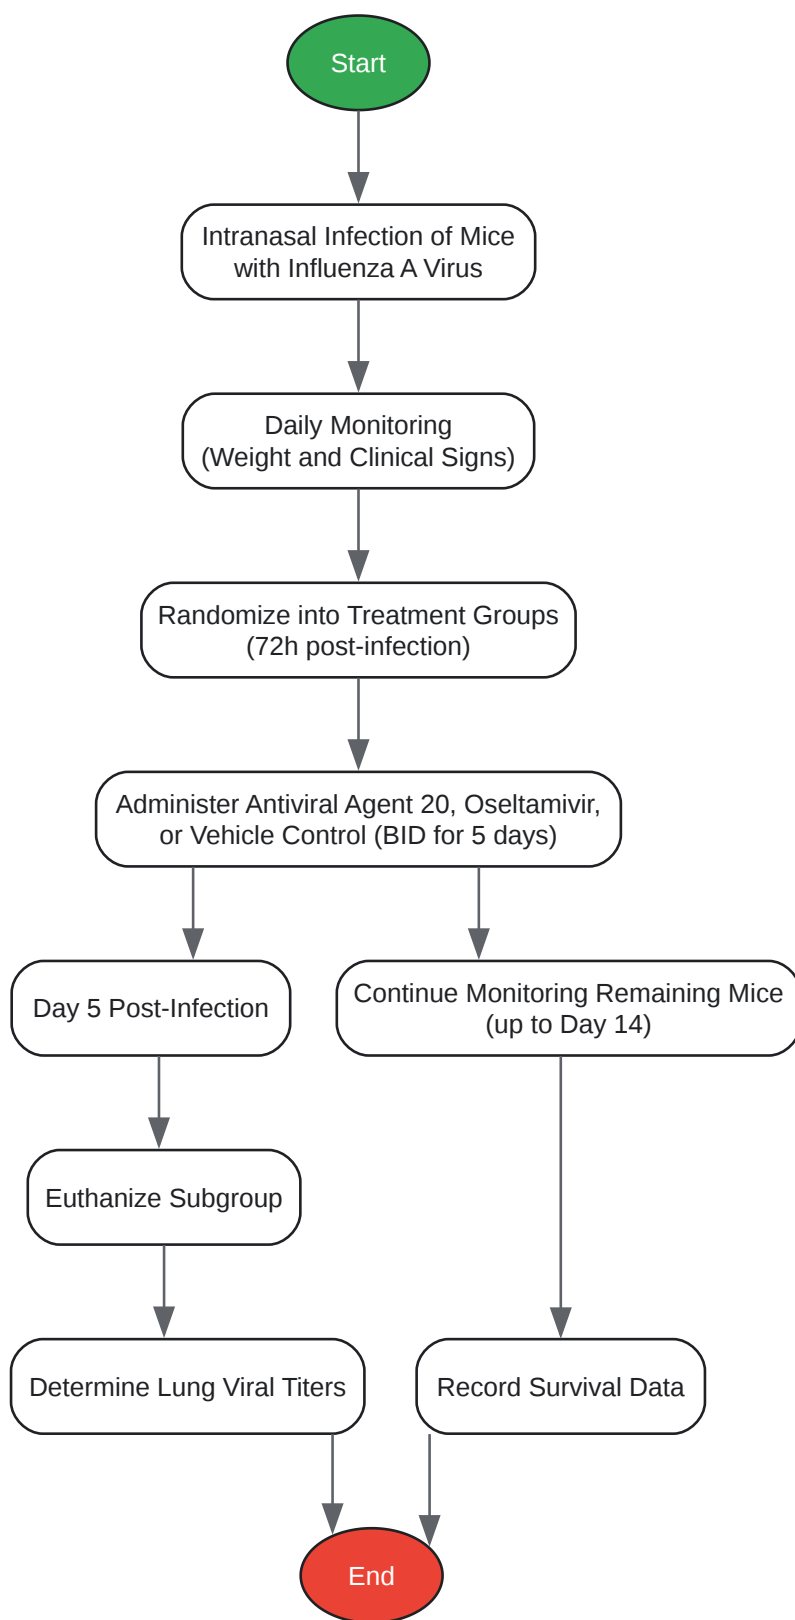 Start
Intranasal Infection of Mice
with Influenza A Virus
Daily Monitoring
(Weight and Clinical Signs)
Randomize into Treatment Groups
(72h post-infection)
Administer Antiviral Agent 20, Oseltamivir,
or Vehicle Control (BID for 5 days)
Day 5 Post-Infection
Continue Monitoring Remaining Mice
(up to Day 14)
Euthanize Subgroup
Determine Lung Viral Titers
Record Survival Data
End